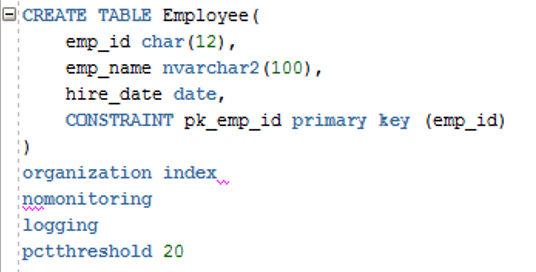 CREATE TABLE Employee(
emp_id char(12),
emp_name nvarchar2(100),
hire_date date,
CONSTRAINT pk_emp_id primary key (emp_id)
)
organization index
nomonitoring
logging
pctthreshold 20